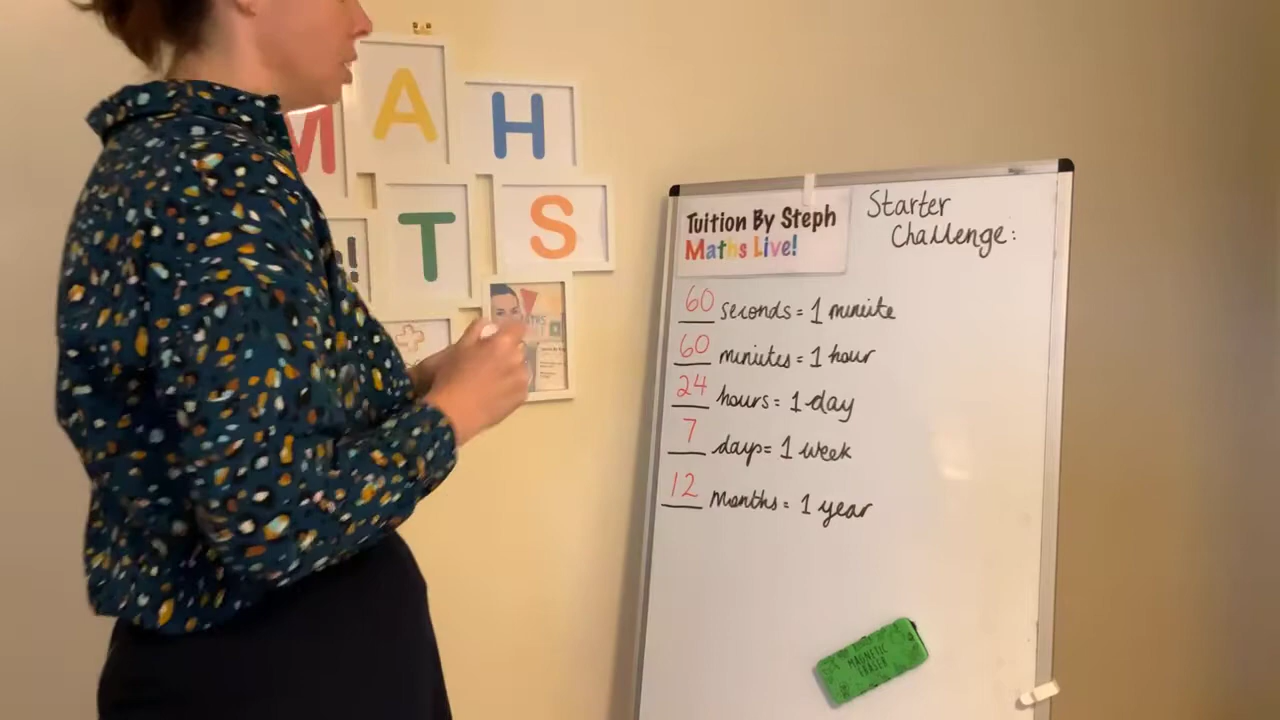 MATHS
Tuition By Steph
Maths Live!
Starter
Challenge:
60 seconds = 1 minute
60 minutes = 1 hour
24 hours = 1 day
7 days = 1 week
12 months = 1 year
MAGNETIC
ERASER